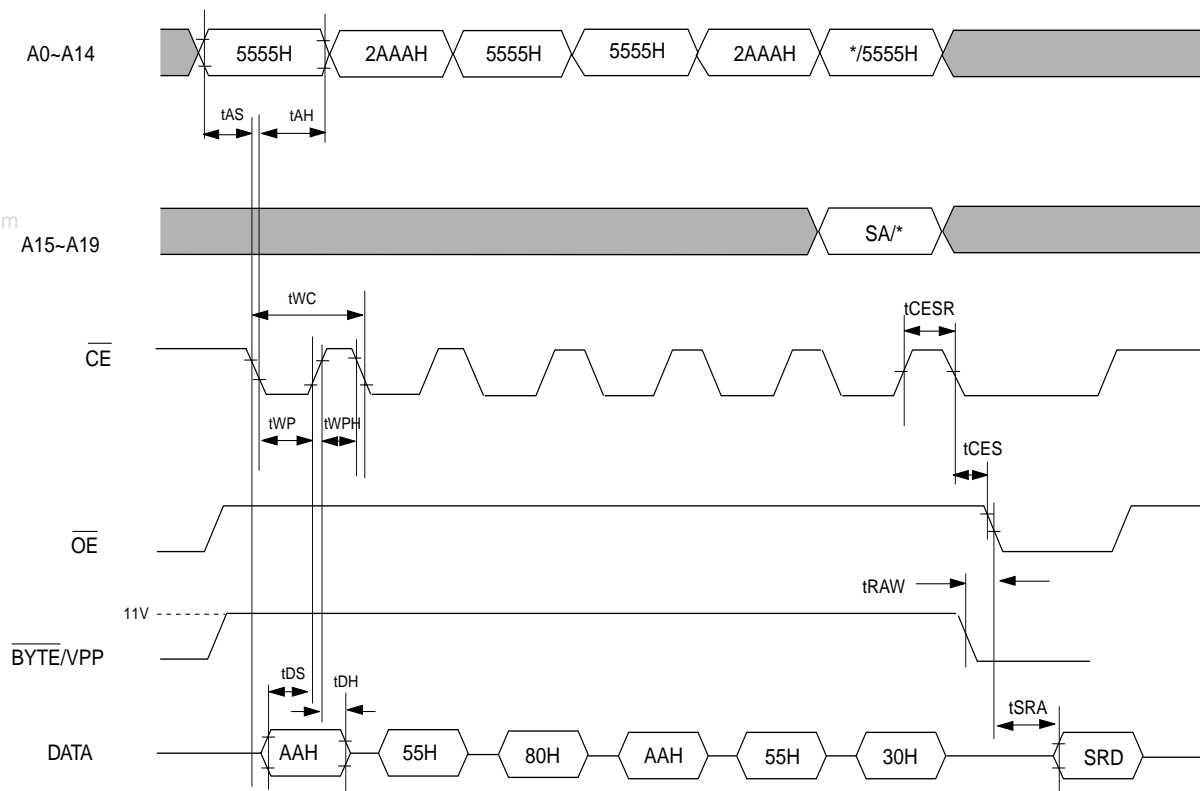 A0~A14 5555H 2AAAH 5555H 5555H 2AAAH */5555H
tAS tAH
m
A15~A19 SA/*
tWC tCESR
CE
tWP tWPH
tCES
OE
tRAW
11V
BYTE/VPP
tDS tDH
tSRA
DATA AAH 55H 80H AAH 55H 30H SRD